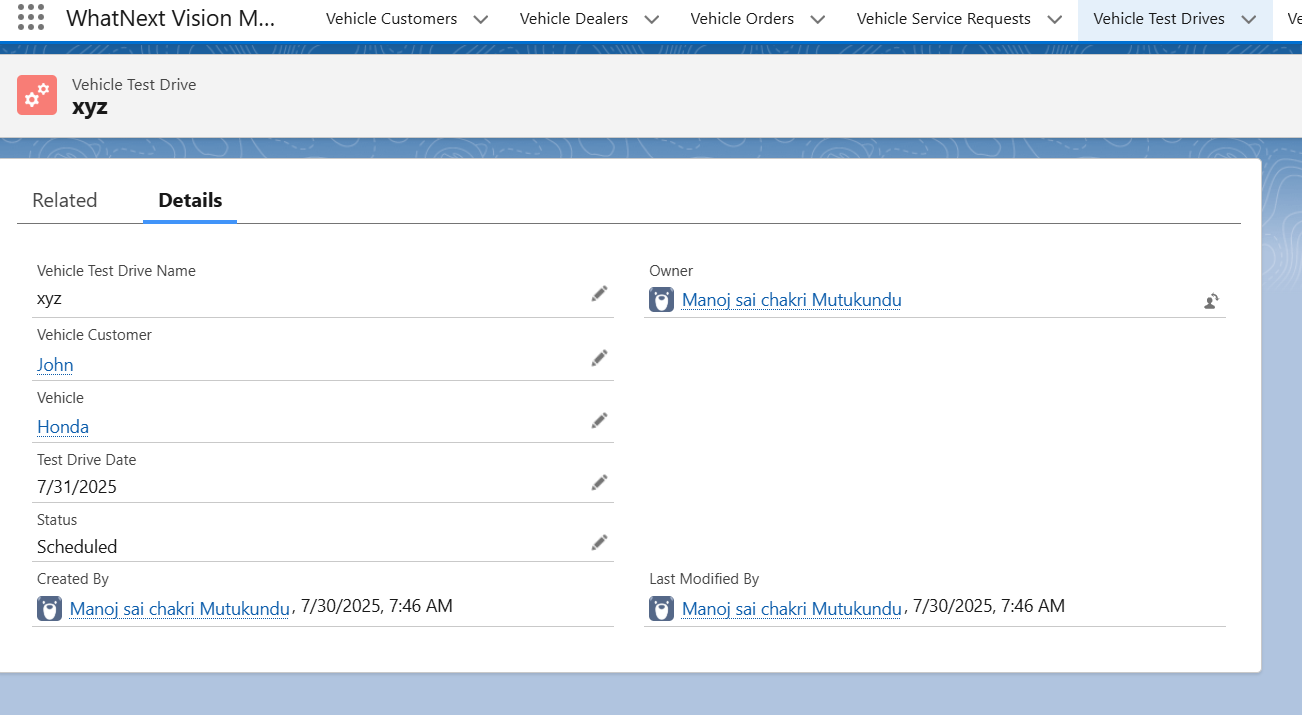 WhatNext Vision M... Vehicle Customers Vehicle Dealers Vehicle Orders Vehicle Service Requests Vehicle Test Drives
Vehicle Test Drive
xyz
Related Details
Vehicle Test Drive Name
xyz
Owner
Manoj sai chakri Mutukundu
Vehicle Customer
John
Vehicle
Honda
Test Drive Date
7/31/2025
Status
Scheduled
Created By
Manoj sai chakri Mutukundu, 7/30/2025, 7:46 AM
Last Modified By
Manoj sai chakri Mutukundu, 7/30/2025, 7:46 AM